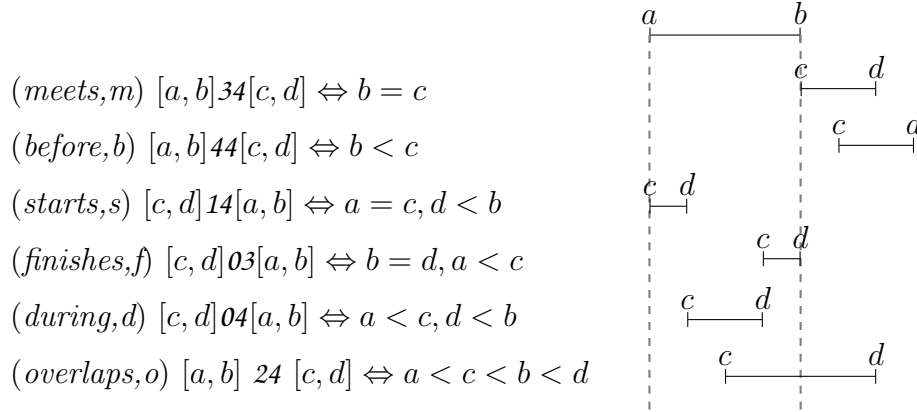 a b
(meets,m) [a, b]34[c, d] ⇔ b = c
c d
(before,b) [a, b]44[c, d] ⇔ b < c
c d
(starts,s) [c, d]14[a, b] ⇔ a = c, d < b
c d
(finishes,f) [c, d]03[a, b] ⇔ b = d, a < c
c d
(during,d) [c, d]04[a, b] ⇔ a < c, d < b
c d
(overlaps,o) [a, b] 24 [c, d] ⇔ a < c < b < d
c d